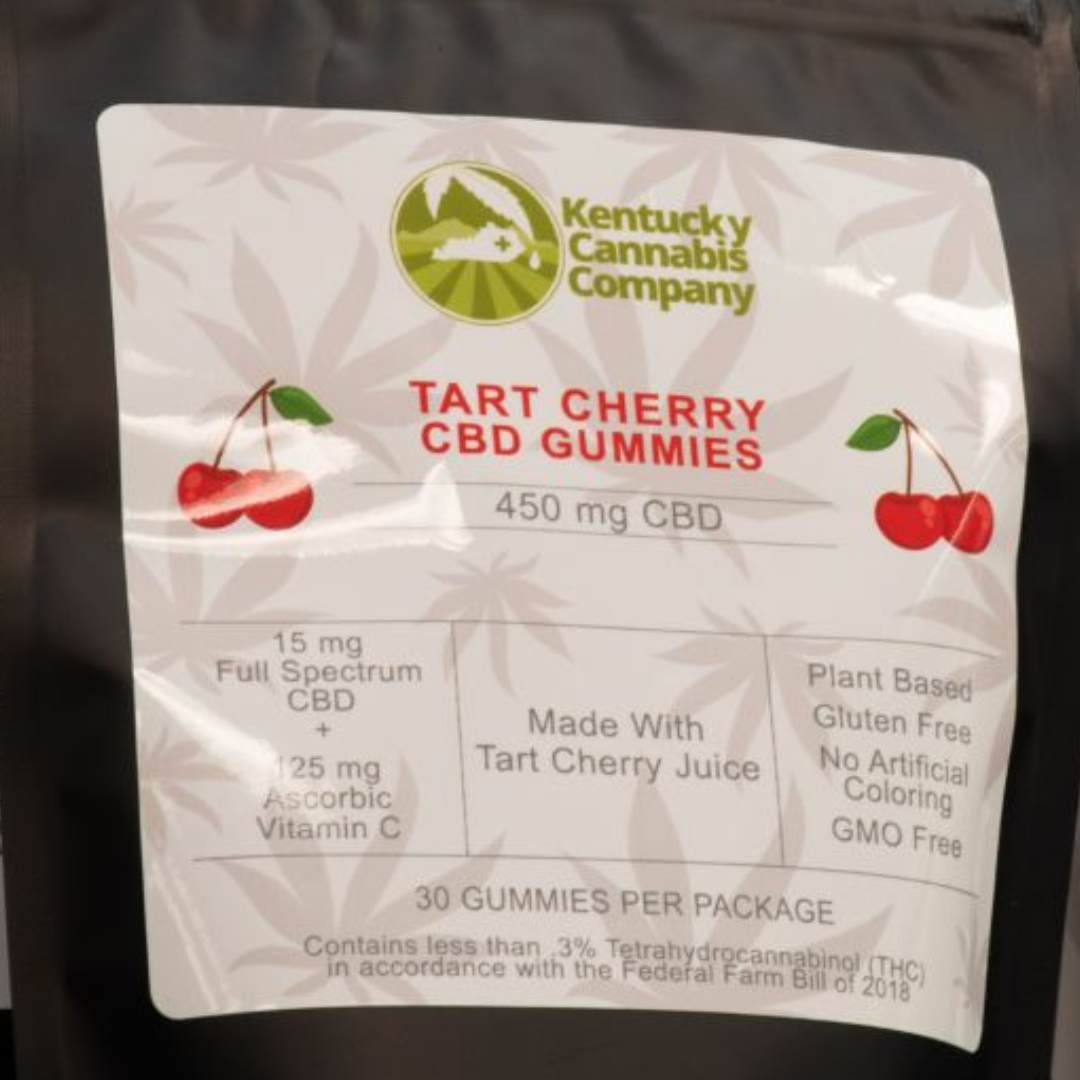 Kentucky
Cannabis
Company
TART CHERRY
CBD GUMMIES
450 mg CBD
15 mg
Full Spectrum
CBD
+
125 mg
Ascorbic
Vitamin C
Made With
Tart Cherry Juice
Plant Based
Gluten Free
No Artificial
Coloring
GMO Free
30 GUMMIES PER PACKAGE
Contains less than .3% Tetrahydrocannabinol (THC)
in accordance with the Federal Farm Bill of 2018